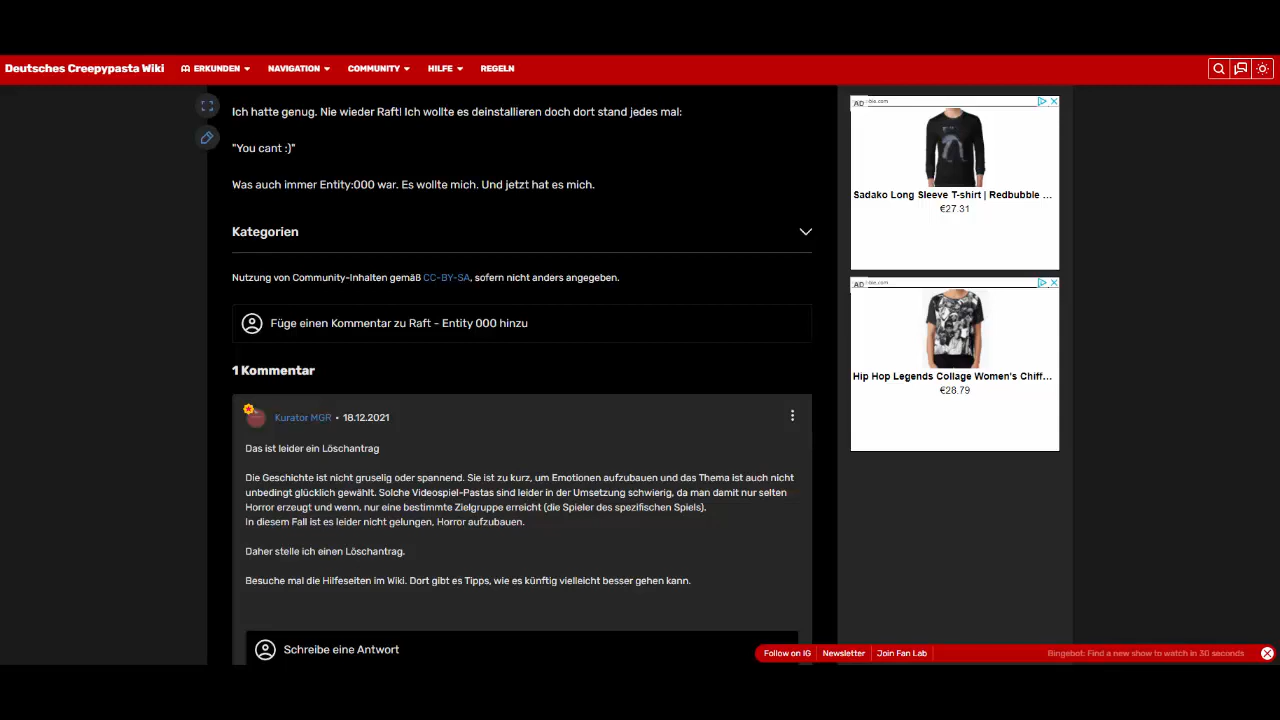 Deutsches Creepypasta Wiki ERKUNDEN NAVIGATION COMMUNITY HILFE REGELN
Ich hatte genug. Nie wieder Raft! Ich wollte es deinstallieren doch dort stand jedes mal:
"You cant :)"
Was auch immer Entity:000 war. Es wollte mich. Und jetzt hat es mich.
Kategorien
Nutzung von Community-Inhalten gemäß CC-BY-SA, sofern nicht anders angegeben.
Füge einen Kommentar zu Raft - Entity 000 hinzu
1 Kommentar
Kurator MGR • 18.12.2021
Das ist leider ein Löschantrag
Die Geschichte ist nicht gruselig oder spannend. Sie ist zu kurz, um Emotionen aufzubauen und das Thema ist auch nicht
unbedingt glücklich gewählt. Solche Videospiel-Pastas sind leider in der Umsetzung schwierig, da man damit nur selten
Horror erzeugt und wenn, nur eine bestimmte Zielgruppe erreicht (die Spieler des spezifischen Spiels).
In diesem Fall ist es leider nicht gelungen, Horror aufzubauen.
Daher stelle ich einen Löschantrag.
Besuche mal die Hilfeseiten im Wiki. Dort gibt es Tipps, wie es künftig vielleicht besser gehen kann.
Schreibe eine Antwort
AD
Sadako Long Sleeve T-shirt | Redbubble ...
€27.31
AD
Hip Hop Legends Collage Women's Chiff...
€28.79
Follow on IG Newsletter Join Fan Lab Bingebot: Find a new show to watch in 30 seconds